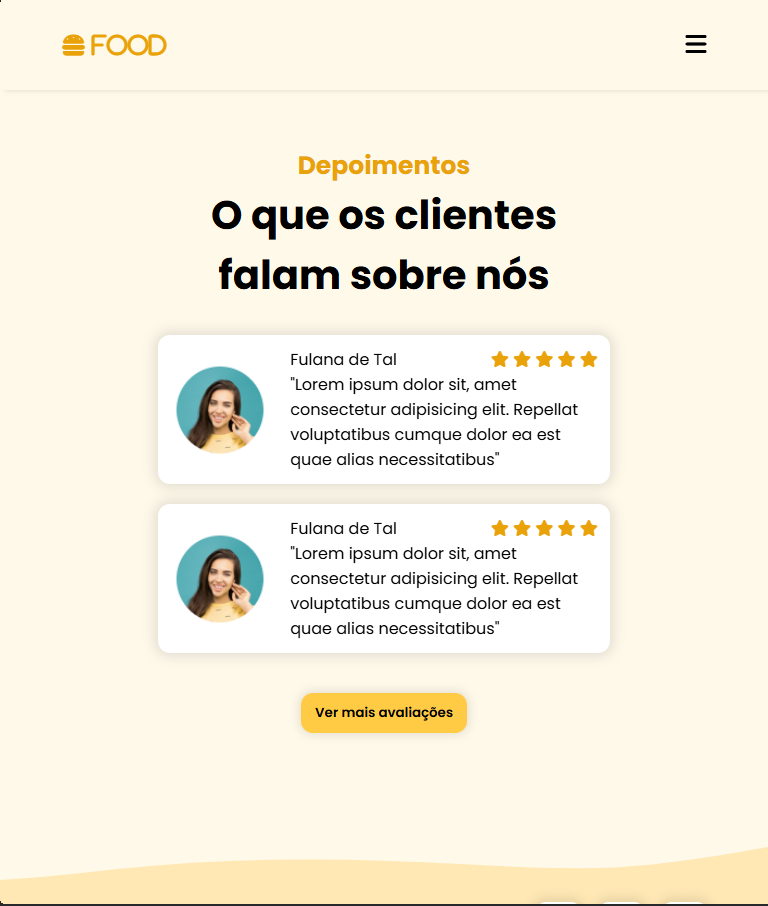 FOOD
Depoimentos
O que os clientes
falam sobre nós
Fulana de Tal
"Lorem ipsum dolor sit, amet
consectetur adipisicing elit. Repellat
voluptatibus cumque dolor ea est
quae alias necessitatibus"
Fulana de Tal
"Lorem ipsum dolor sit, amet
consectetur adipisicing elit. Repellat
voluptatibus cumque dolor ea est
quae alias necessitatibus"
Ver mais avaliações